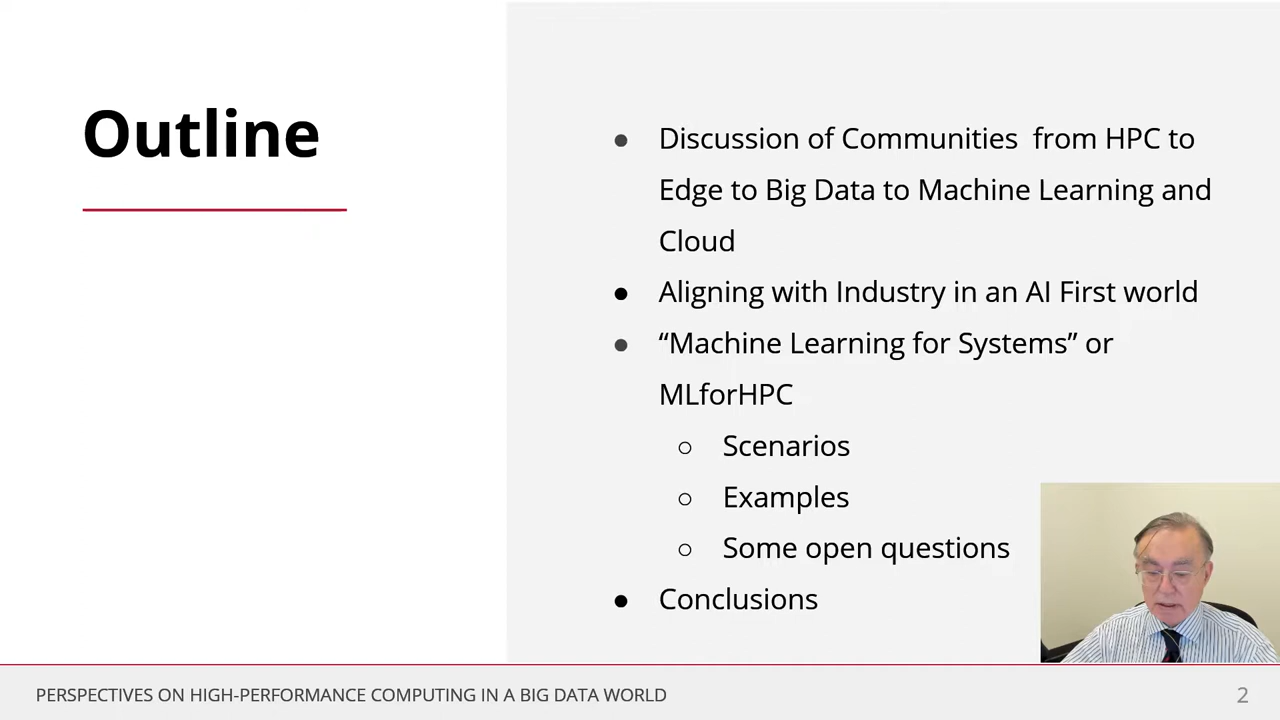 Outline
● Discussion of Communities from HPC to
Edge to Big Data to Machine Learning and
Cloud
● Aligning with Industry in an AI First world
● “Machine Learning for Systems” or
MLforHPC
○ Scenarios
○ Examples
○ Some open questions
● Conclusions
PERSPECTIVES ON HIGH-PERFORMANCE COMPUTING IN A BIG DATA WORLD
2